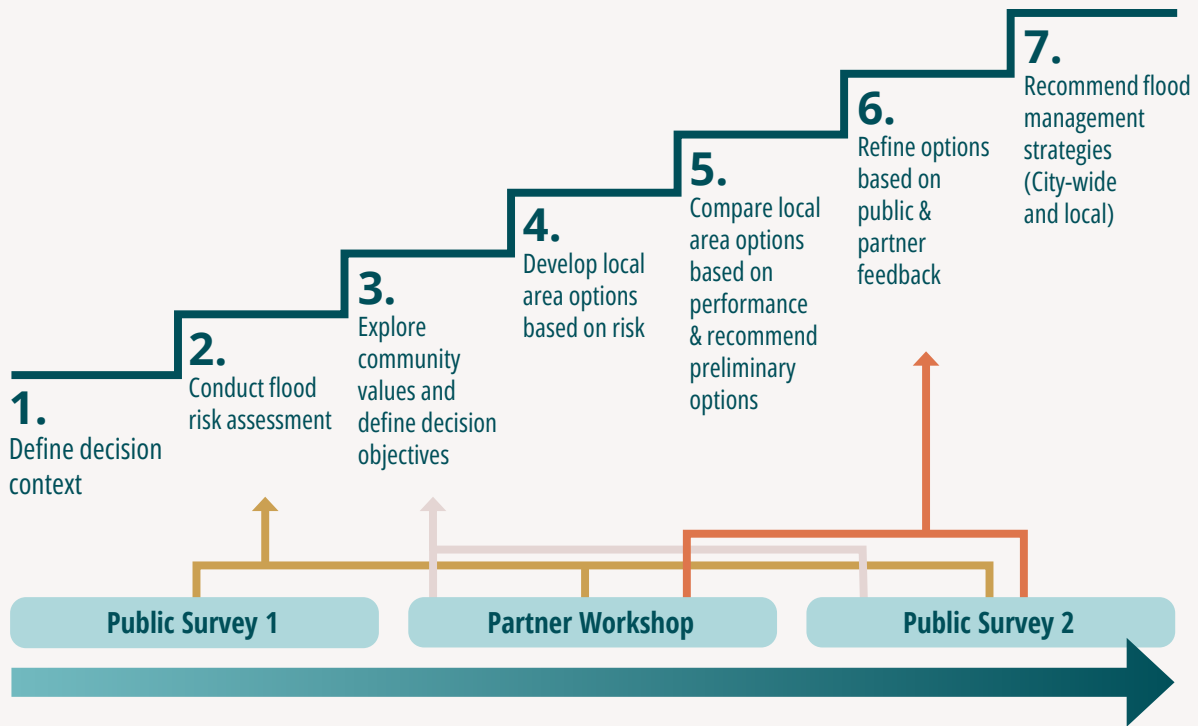 1.
Define decision
context
2.
Conduct flood
risk assessment
3.
Explore
community
values and
define decision
objectives
4.
Develop local
area options
based on risk
5.
Compare local
area options
based on
performance
& recommend
preliminary
options
6.
Refine options
based on
public &
partner
feedback
7.
Recommend flood
management
strategies
(City-wide
and local)
Public Survey 1
Partner Workshop
Public Survey 2